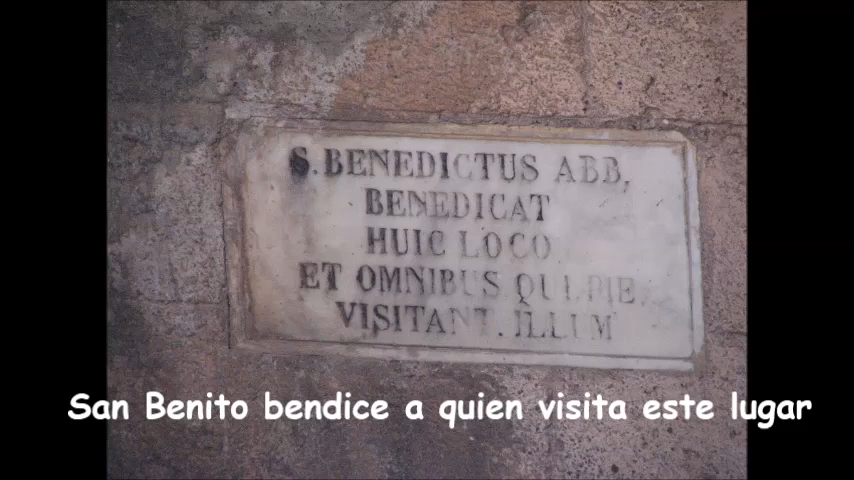 S. BENEDICTUS ABB,
BENEDICAT
HUIC LOCO
ET OMNIBUS QUI PIE
VISITANT. ILLUM
San Benito bendice a quien visita este lugar